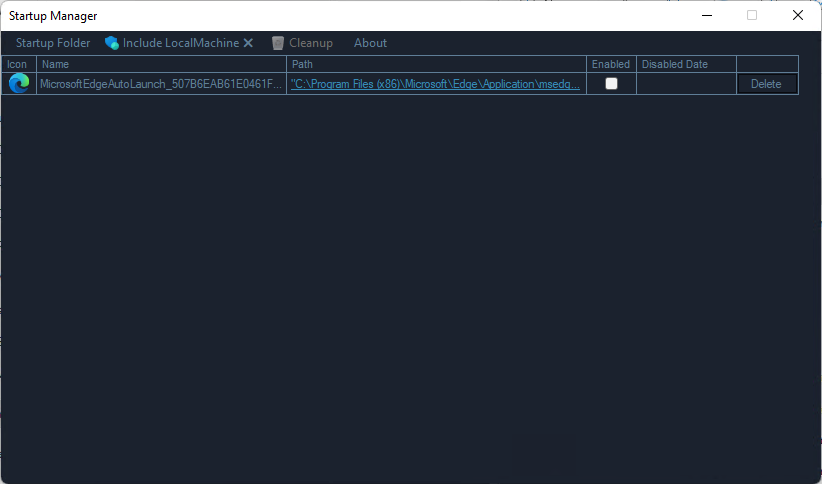 Startup Manager
Startup Folder Include LocalMachine Cleanup About
Icon Name Path Enabled Disabled Date
MicrosoftEdgeAutoLaunch_507B6EAB61E0461F... "C:\Program Files (x86)\Microsoft\Edge\Application\msedg... Delete